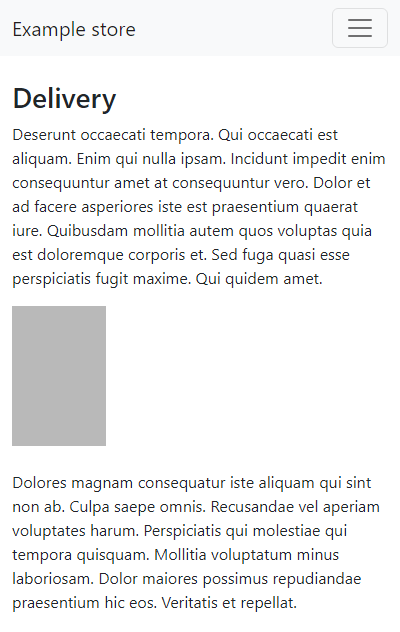 Example store
Delivery
Deserunt occaecati tempora. Qui occaecati est
aliquam. Enim qui nulla ipsam. Incidunt impedit enim
consequuntur amet at consequuntur vero. Dolor et
ad facere asperiores iste est praesentium quaerat
iure. Quibusdam mollitia autem quos voluptas quia
est doloremque corporis et. Sed fuga quasi esse
perspiciatis fugit maxime. Qui quidem amet.
Dolores magnam consequatur iste aliquam qui sint
non ab. Culpa saepe omnis. Recusandae vel aperiam
voluptates harum. Perspiciatis qui molestiae qui
tempora quisquam. Mollitia voluptatum minus
laboriosam. Dolor maiores possimus repudiandae
praesentium hic eos. Veritatis et repellat.